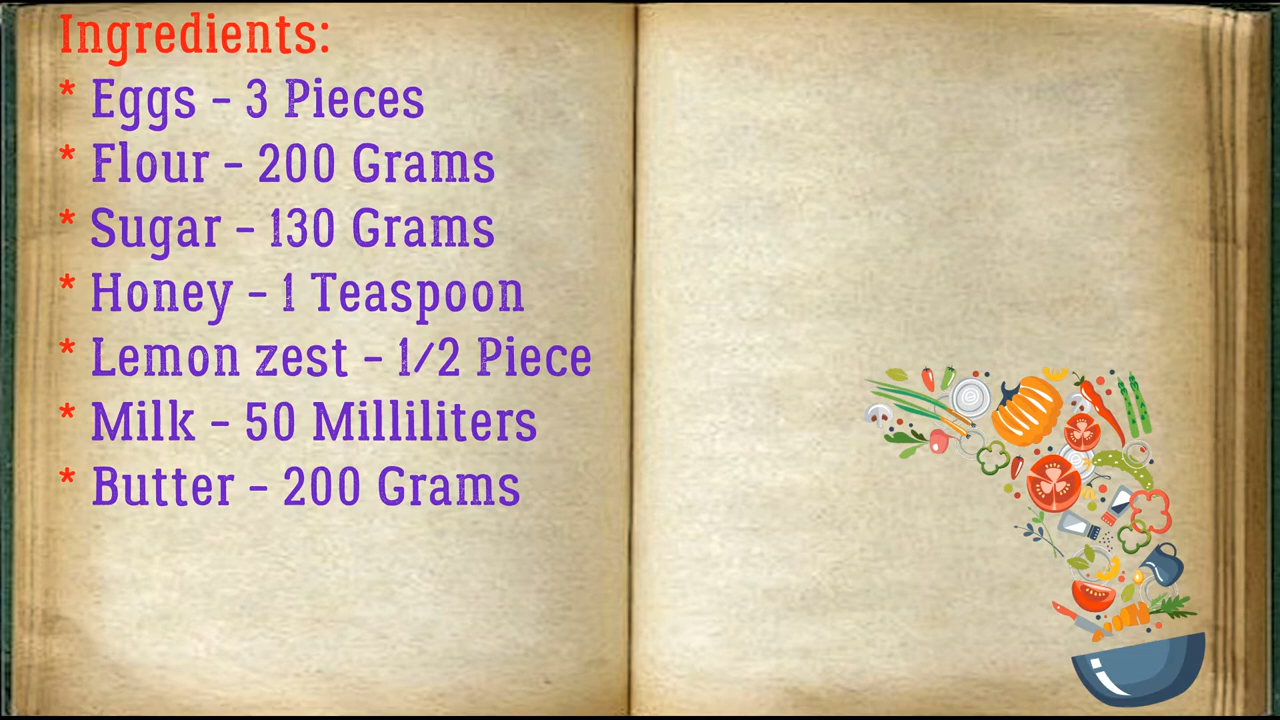 Ingredients:
* Eggs - 3 Pieces
* Flour - 200 Grams
* Sugar - 130 Grams
* Honey - 1 Teaspoon
* Lemon zest - 1/2 Piece
* Milk - 50 Milliliters
* Butter - 200 Grams